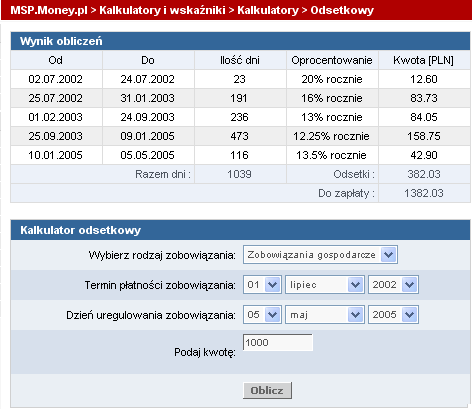 MSP.Money.pl > Kalkulatory i wskaźniki > Kalkulatory > Odsetkowy
Wynik obliczeń
Od Do Ilość dni Oprocentowanie Kwota [PLN]
02.07.2002 24.07.2002 23 20% rocznie 12.60
25.07.2002 31.01.2003 191 16% rocznie 83.73
01.02.2003 24.09.2003 236 13% rocznie 84.05
25.09.2003 09.01.2005 473 12.25% rocznie 158.75
10.01.2005 05.05.2005 116 13.5% rocznie 42.90
Razem dni : 1039 Odsetki : 382.03
Do zapłaty : 1382.03
Kalkulator odsetkowy
Wybierz rodzaj zobowiązania: Zobowiązania gospodarcze
Termin płatności zobowiązania: 01 lipiec 2002
Dzień uregulowania zobowiązania: 05 maj 2005
Podaj kwotę: 1000
Oblicz